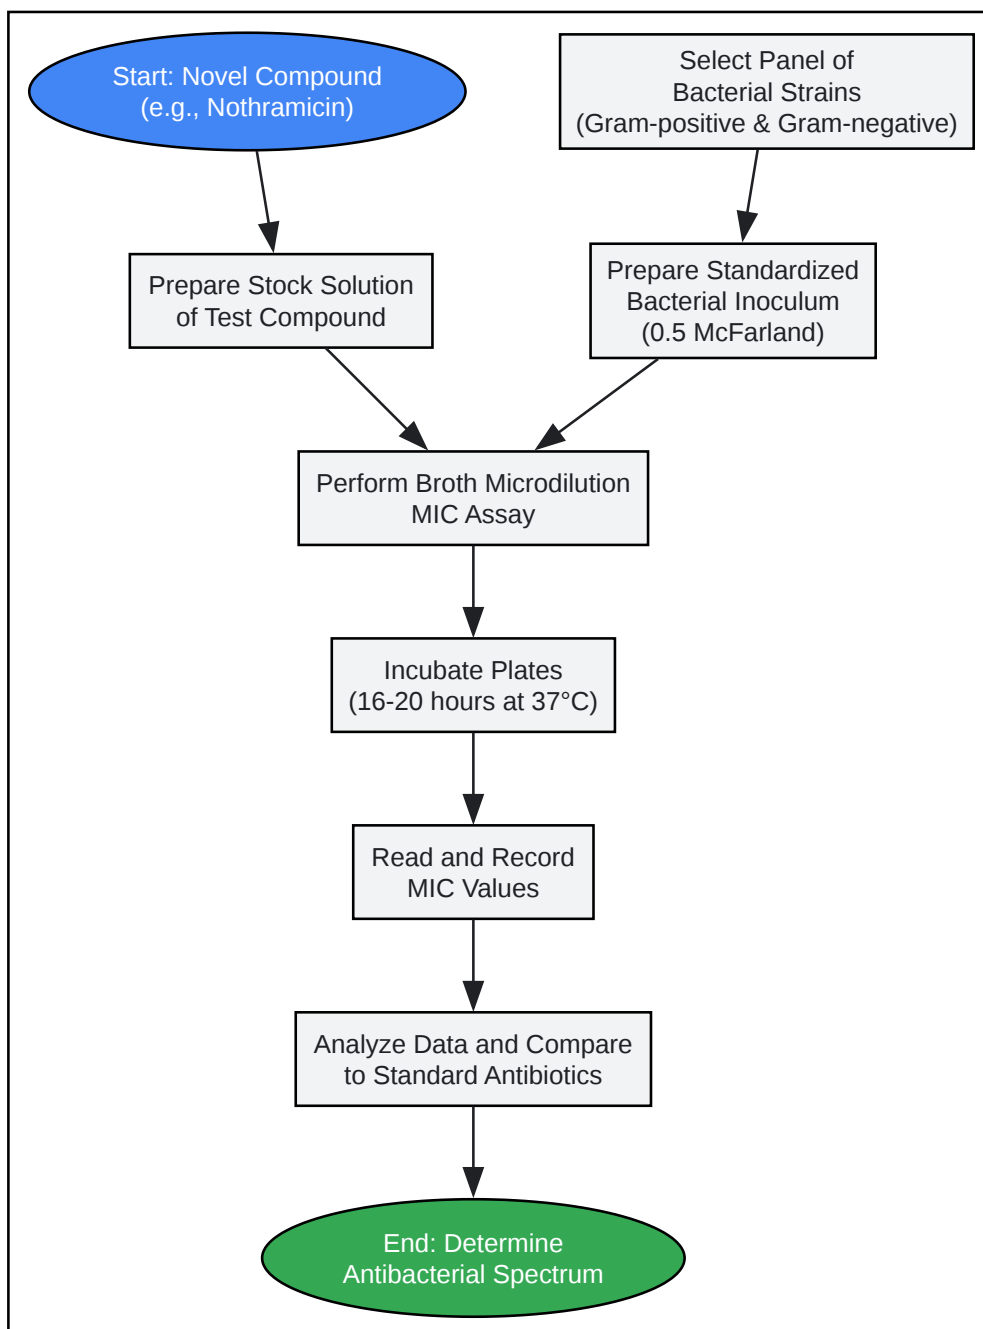 Start: Novel Compound
(e.g., Nothramicin)
Select Panel of
Bacterial Strains
(Gram-positive & Gram-negative)
Prepare Stock Solution
of Test Compound
Prepare Standardized
Bacterial Inoculum
(0.5 McFarland)
Perform Broth Microdilution
MIC Assay
Incubate Plates
(16-20 hours at 37°C)
Read and Record
MIC Values
Analyze Data and Compare
to Standard Antibiotics
End: Determine
Antibacterial Spectrum